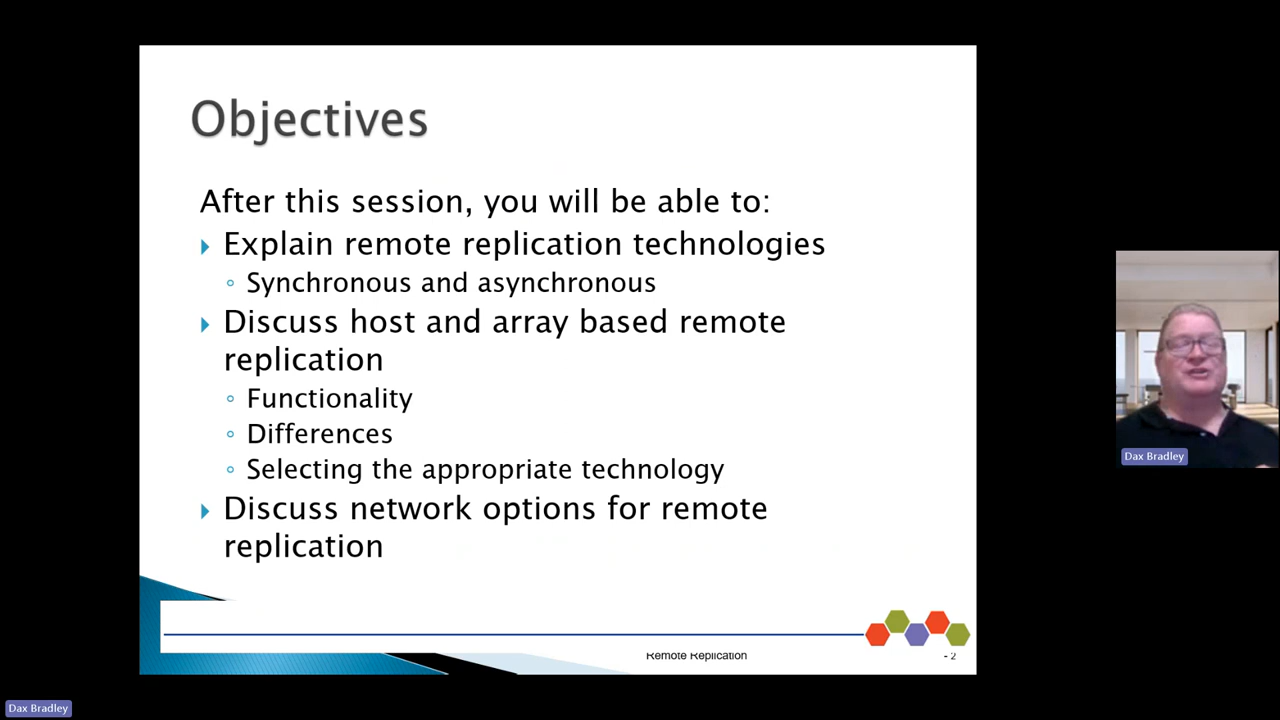 Objectives
After this session, you will be able to:
Explain remote replication technologies
Synchronous and asynchronous
Discuss host and array based remote
replication
Functionality
Differences
Selecting the appropriate technology
Discuss network options for remote
replication
Remote Replication
- 2
Dax Bradley
Dax Bradley